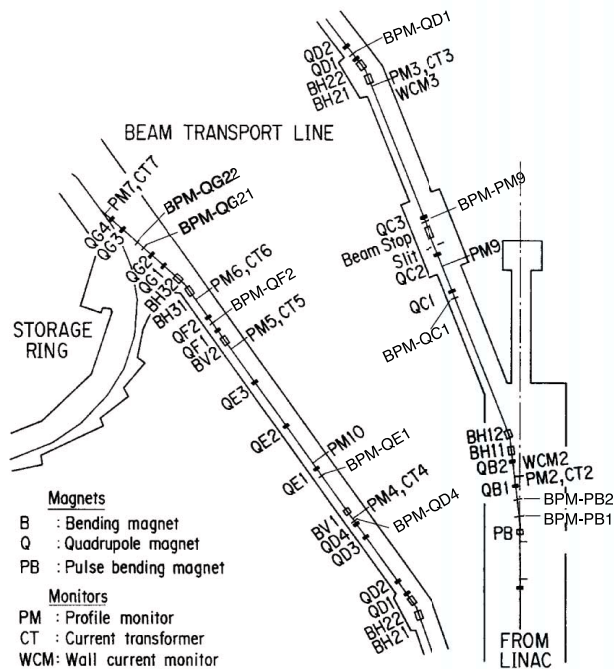 BEAM TRANSPORT LINE
QD2
QD1
BH22
BH21
BPM-QD1
PM3,CT3
WCM3
PM7,CT7
BPM-QG22
BPM-QG21
QG4
QG3
QG2
QG1
BH32
BH31
PM6,CT6
BPM-QF2
PM5,CT5
QF2
QF1
BV2
STORAGE
RING
QE3
QE2
QE1
PM10
BPM-QE1
PM4,CT4
BPM-QD4
BV1
QD4
QD3
QD2
QD1
BH22
BH21
QC3
Beam Stop
Slit
QC2
BPM-PM9
PM9
QC1
BPM-QC1
BH12
BH11
QB2
QB1
WCM2
PM2,CT2
BPM-PB2
BPM-PB1
PB
FROM
LINAC
Magnets
B : Bending magnet
Q : Quadrupole magnet
PB : Pulse bending magnet
Monitors
PM : Profile monitor
CT : Current transformer
WCM: Wall current monitor